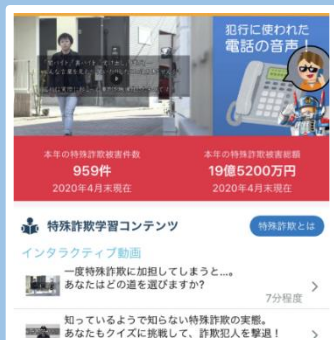 犯行に使われた
電話の音声！
本年の特殊詐欺被害件数
959件
2020年4月末現在
本年の特殊詐欺被害総額
19億5200万円
2020年4月末現在
特殊詐欺学習コンテンツ
特殊詐欺とは
インタラクティブ動画
一度特殊詐欺に加担してしまうと...。
あなたはどの道を選びますか?
7分程度
知っているようで知らない特殊詐欺の実態。
あなたもクイズに挑戦して、詐欺犯人を撃退！